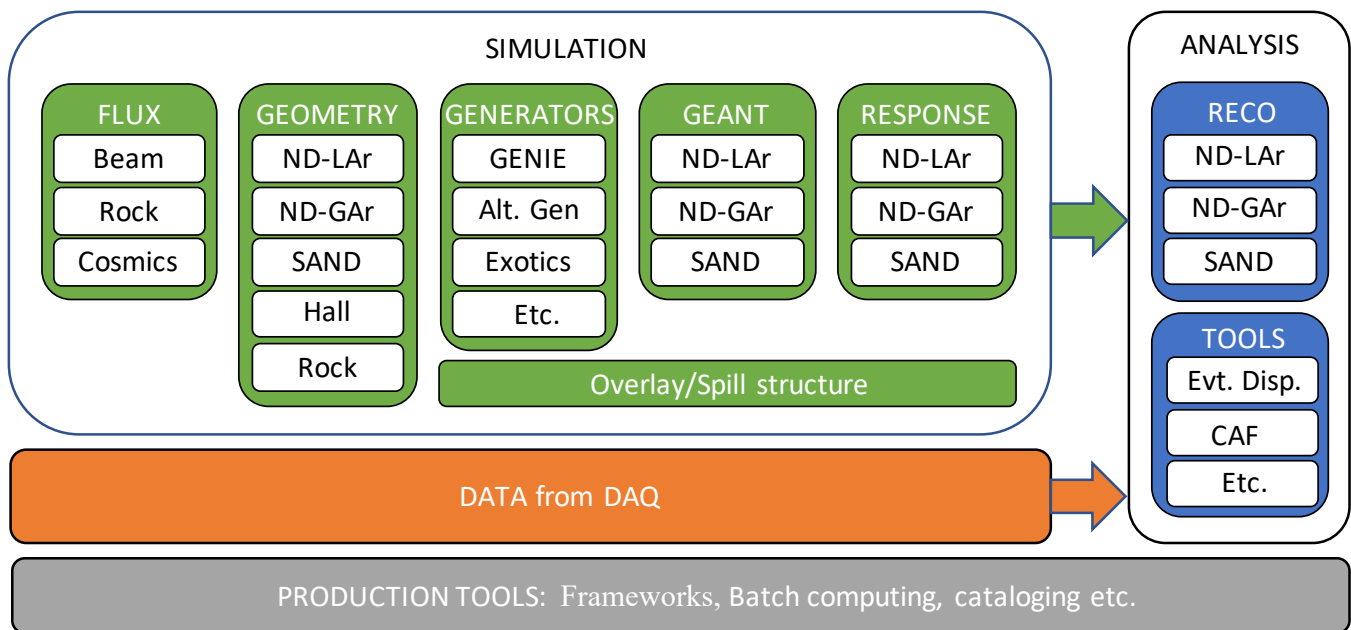 SIMULATION
FLUX
Beam
Rock
Cosmics
GEOMETRY
ND-LAr
ND-GAr
SAND
Hall
Rock
GENERATORS
GENIE
Alt. Gen
Exotics
Etc.
GEANT
ND-LAr
ND-GAr
SAND
RESPONSE
ND-LAr
ND-GAr
SAND
Overlay/Spill structure
ANALYSIS
RECO
ND-LAr
ND-GAr
SAND
TOOLS
Evt. Disp.
CAF
Etc.
DATA from DAQ
PRODUCTION TOOLS: Frameworks, Batch computing, cataloging etc.